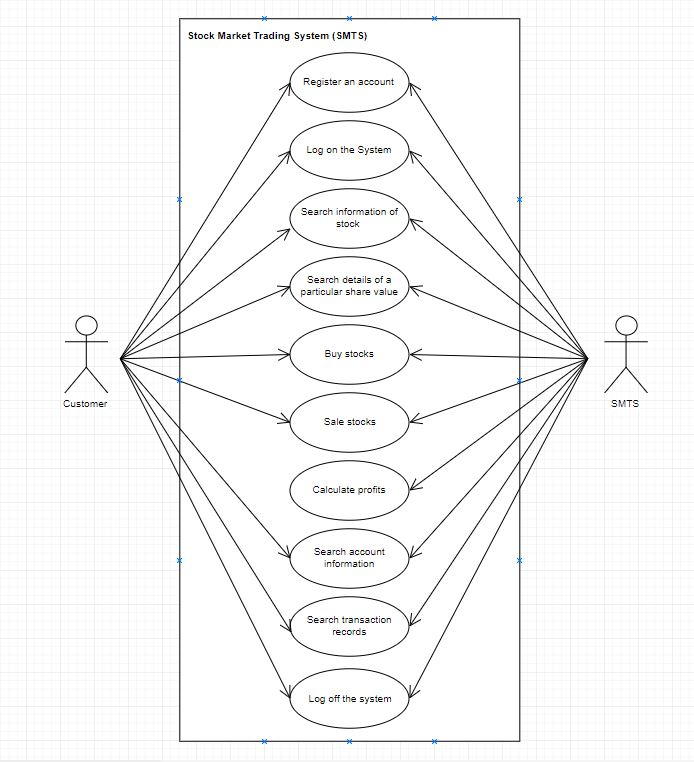 Stock Market Trading System (SMTS)
Register an account
Log on the System
Search information of
stock
Search details of a
particular share value
Buy stocks
Customer
SMTS
Sale stocks
Calculate profits
Search account
information
Search transaction
records
Log off the system